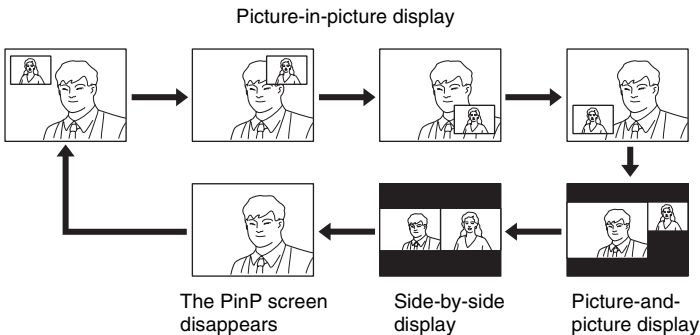 Picture-in-picture display
The PinP screen
disappears
Side-by-side
display
Picture-and-
picture display